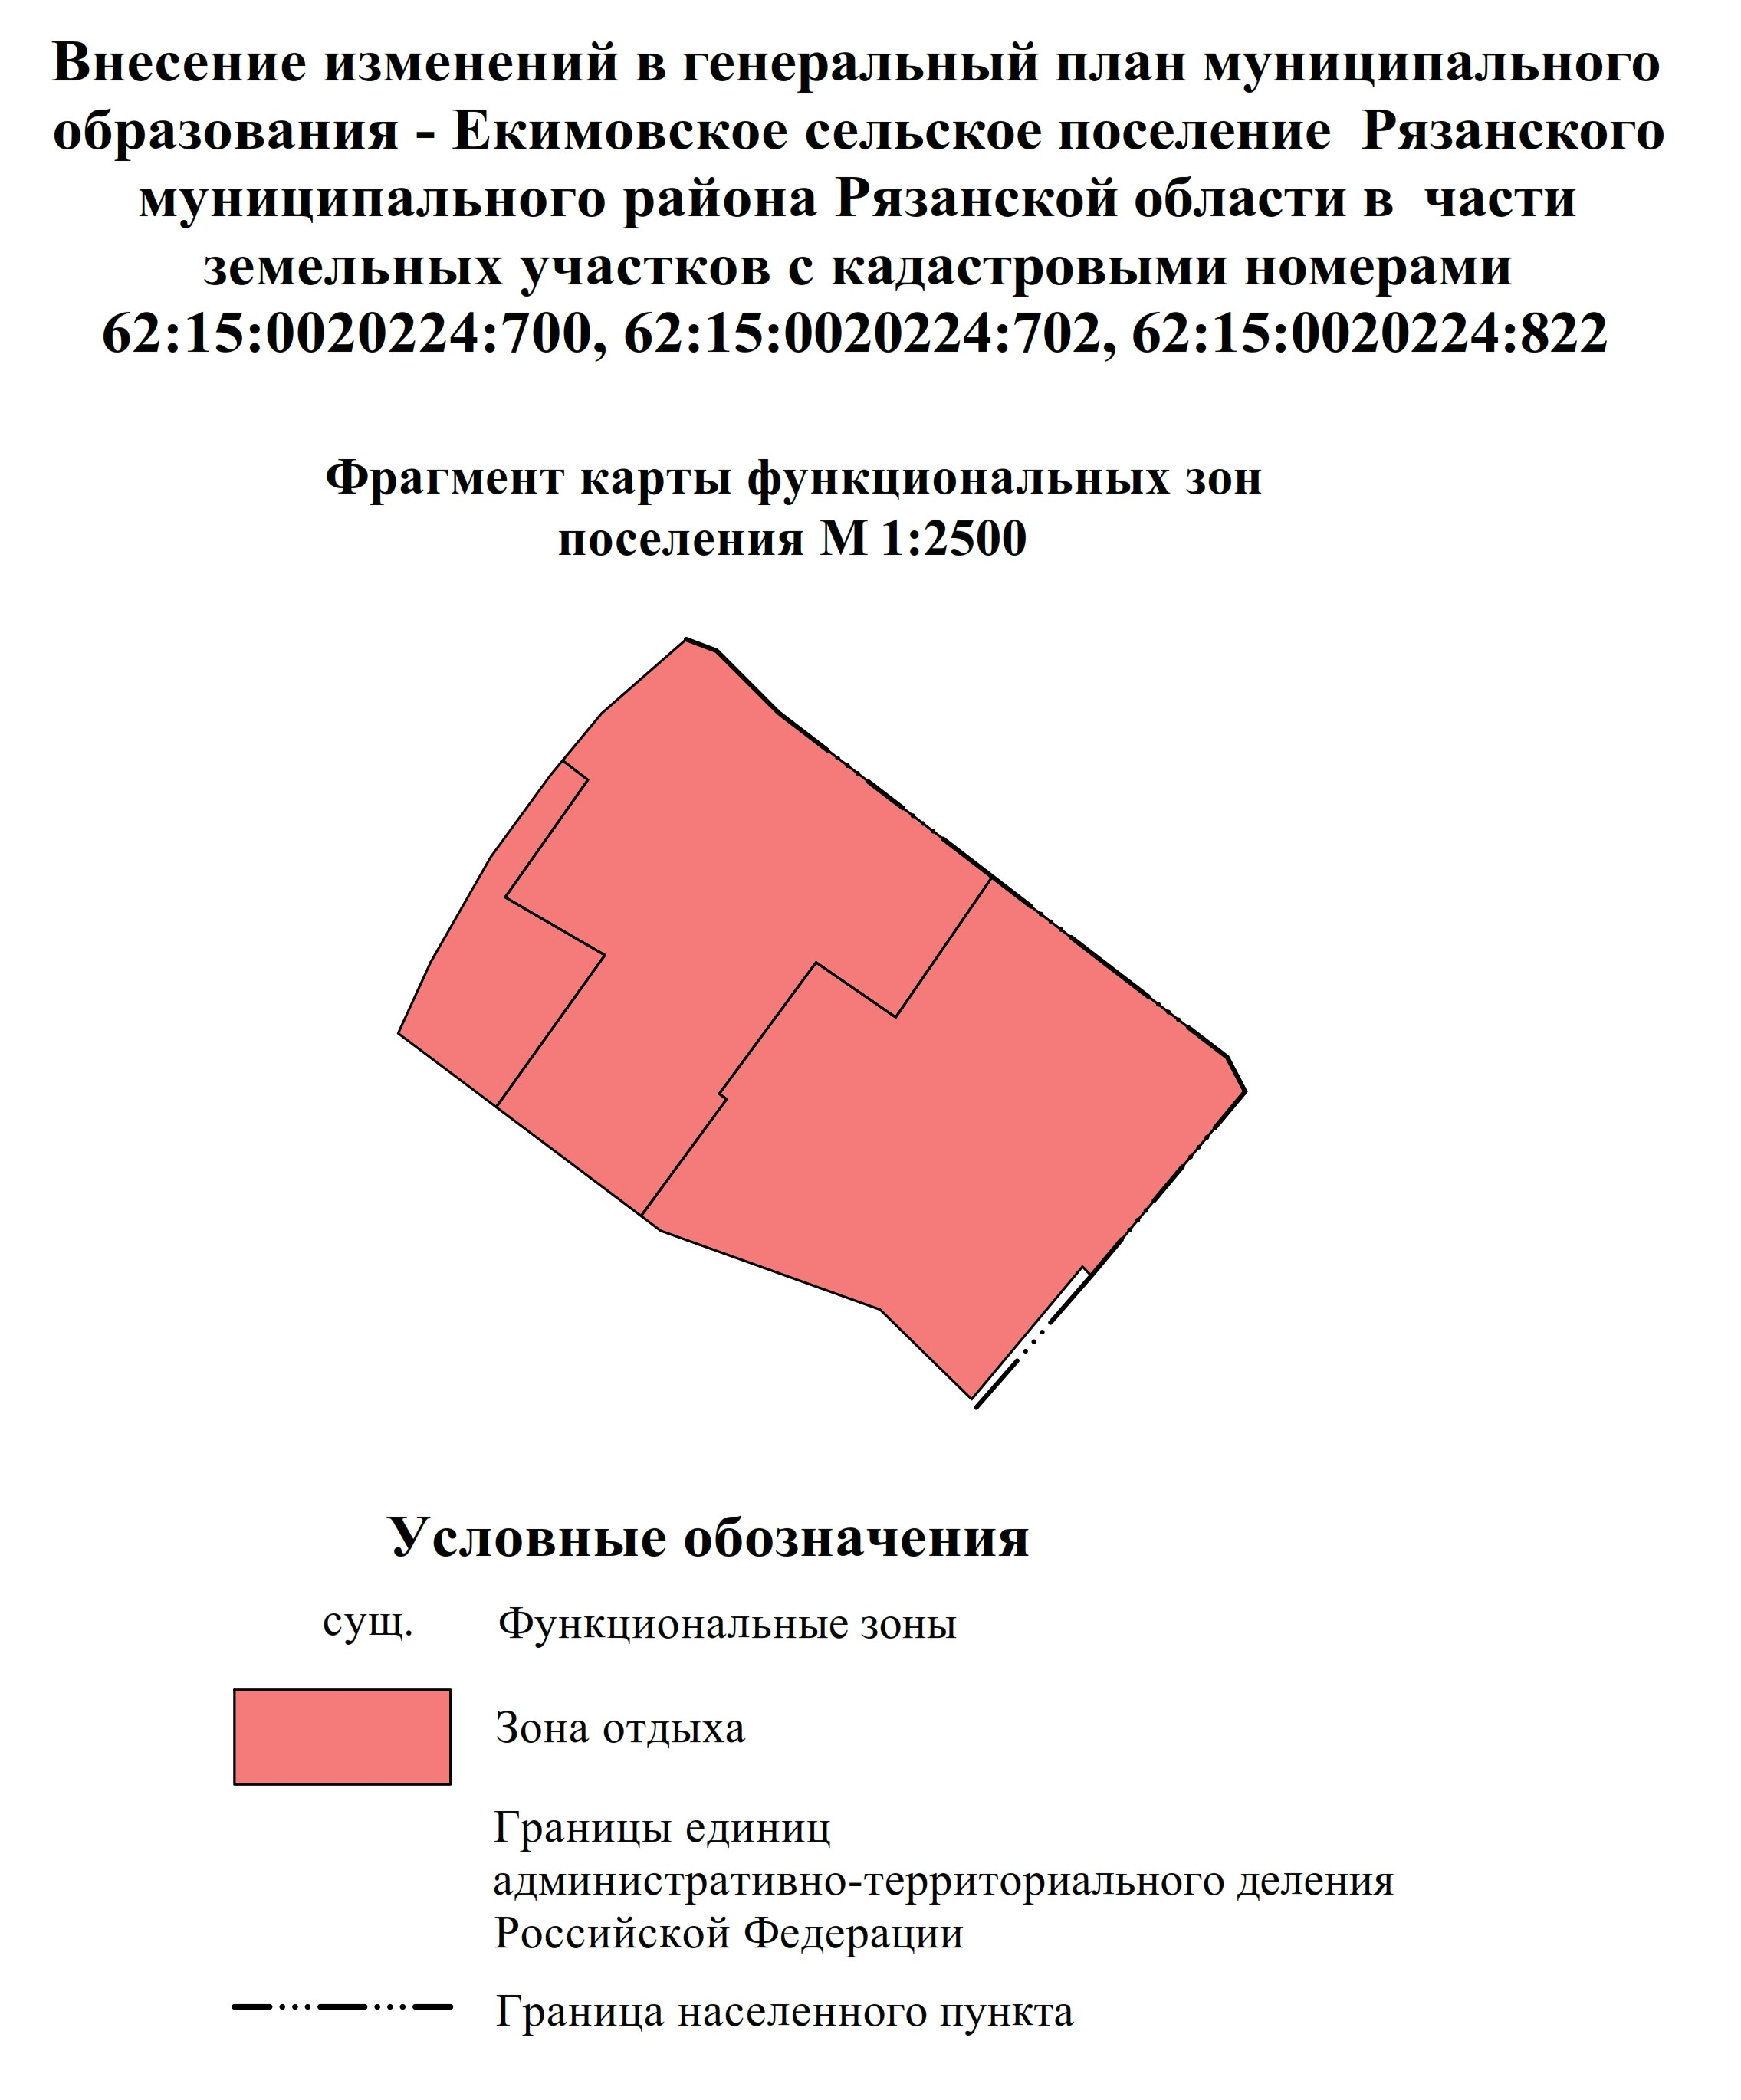 Внесение изменений в генеральный план муниципального
образования - Екимовское сельское поселение Рязанского
муниципального района Рязанской области в части
земельных участков с кадастровыми номерами
62:15:0020224:700, 62:15:0020224:702, 62:15:0020224:822
Фрагмент карты функциональных зон
поселения М 1:2500
Условные обозначения
сущ. Функциональные зоны
Зона отдыха
Границы единиц
административно-территориального деления
Российской Федерации
Граница населенного пункта